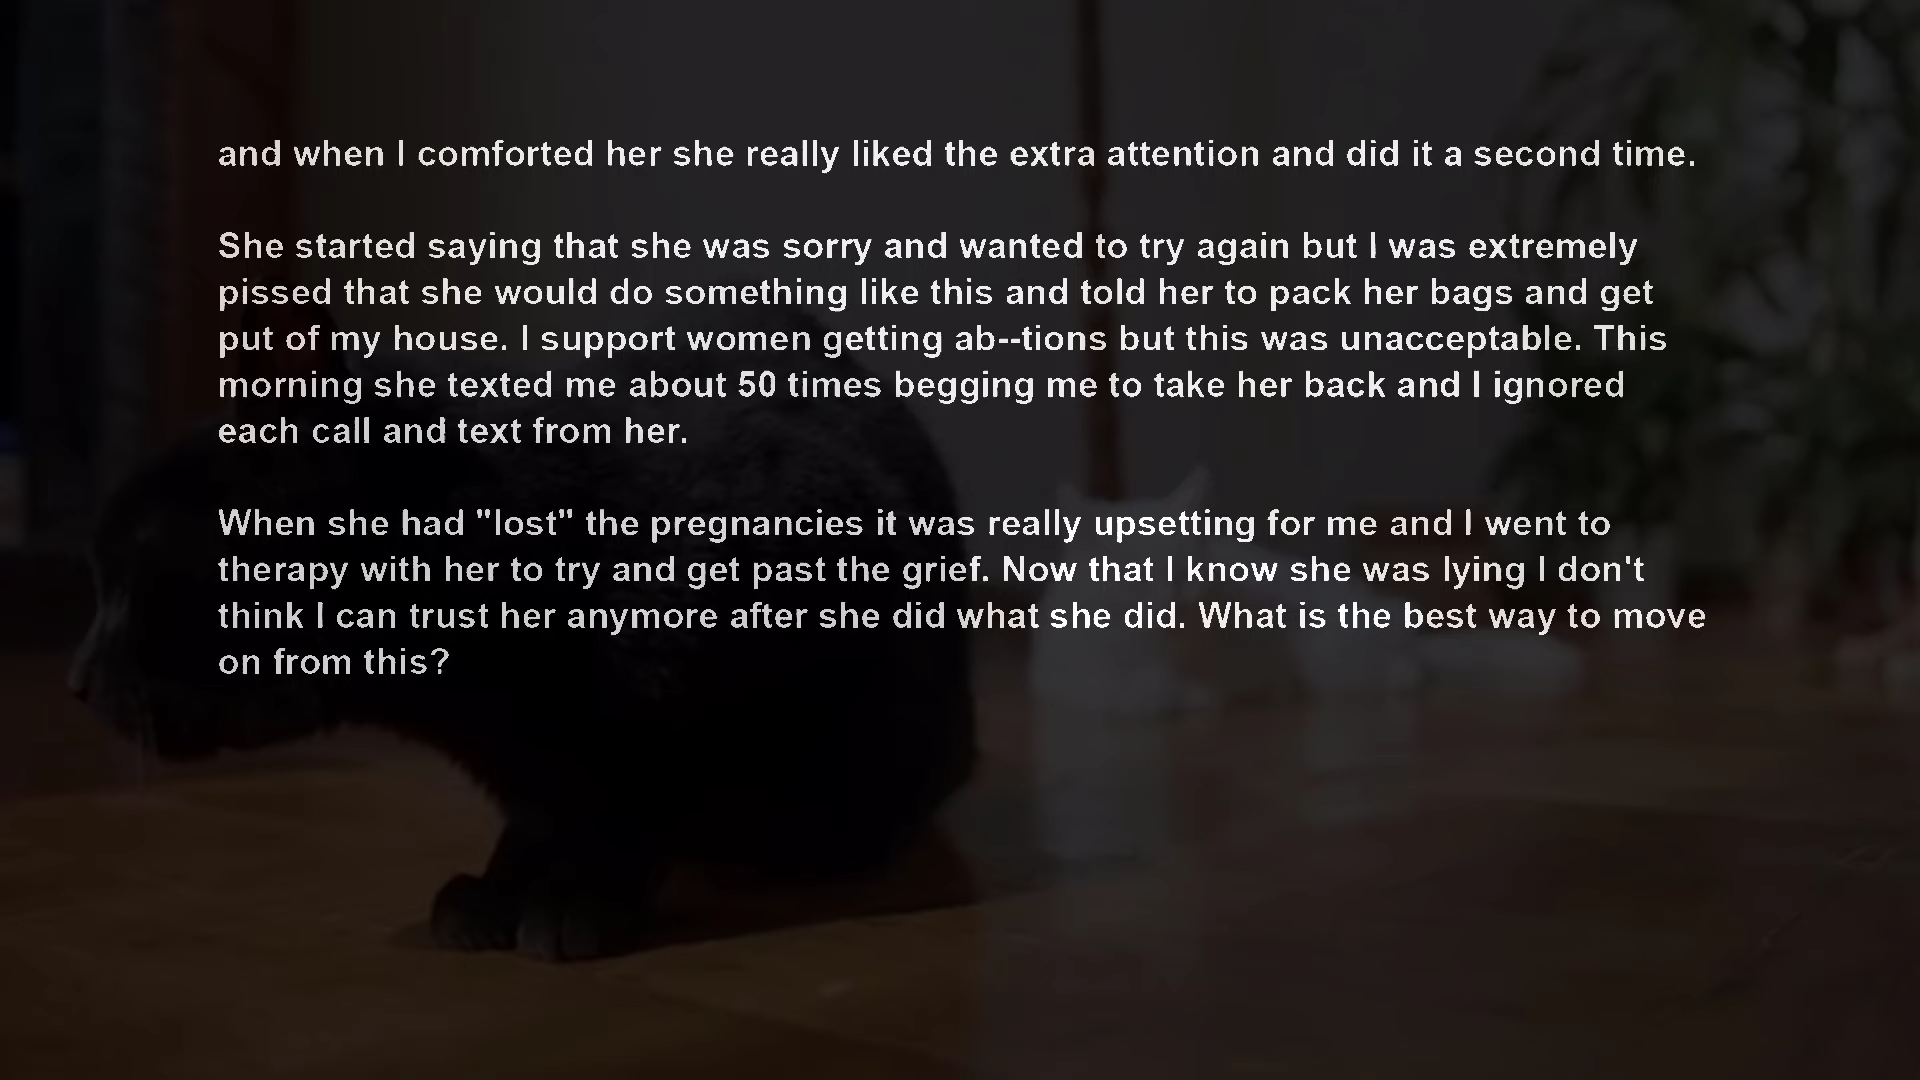 and when I comforted her she really liked the extra attention and did it a second time.
She started saying that she was sorry and wanted to try again but I was extremely
pissed that she would do something like this and told her to pack her bags and get
put of my house. I support women getting ab--tions but this was unacceptable. This
morning she texted me about 50 times begging me to take her back and I ignored
each call and text from her.
When she had "lost" the pregnancies it was really upsetting for me and I went to
therapy with her to try and get past the grief. Now that I know she was lying I don't
think I can trust her anymore after she did what she did. What is the best way to move
on from this?